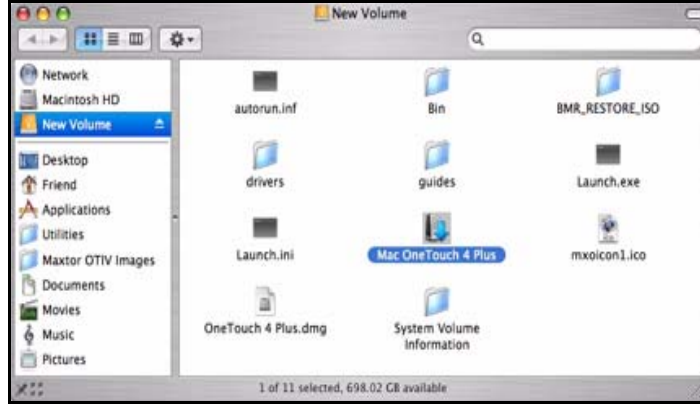 New Volume
Network
Macintosh HD
New Volume
Desktop
Friend
Applications
Utilities
Maxtor OTIV Images
Documents
Movies
Music
Pictures
autorun.inf
Bin
BMR_RESTORE_ISO
drivers
guides
Launch.exe
Launch.ini
Mac OneTouch 4 Plus
mxoicon1.ico
OneTouch 4 Plus.dmg
System Volume
Information
1 of 11 selected, 698.02 GB available